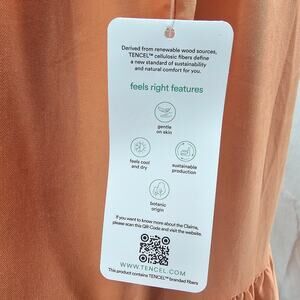 Derived from renewable wood sources,
TENCEL™ cellulosic fibers define
a new standard of sustainability
and natural comfort for you.
feels right features
gentle
on skin
feels cool
and dry
sustainable
production
botanic
origin
If you want to know more about the Claims,
please scan this QR-Code and visit the website.
WWW.TENCEL.COM
This product contains TENCEL™ branded fibers